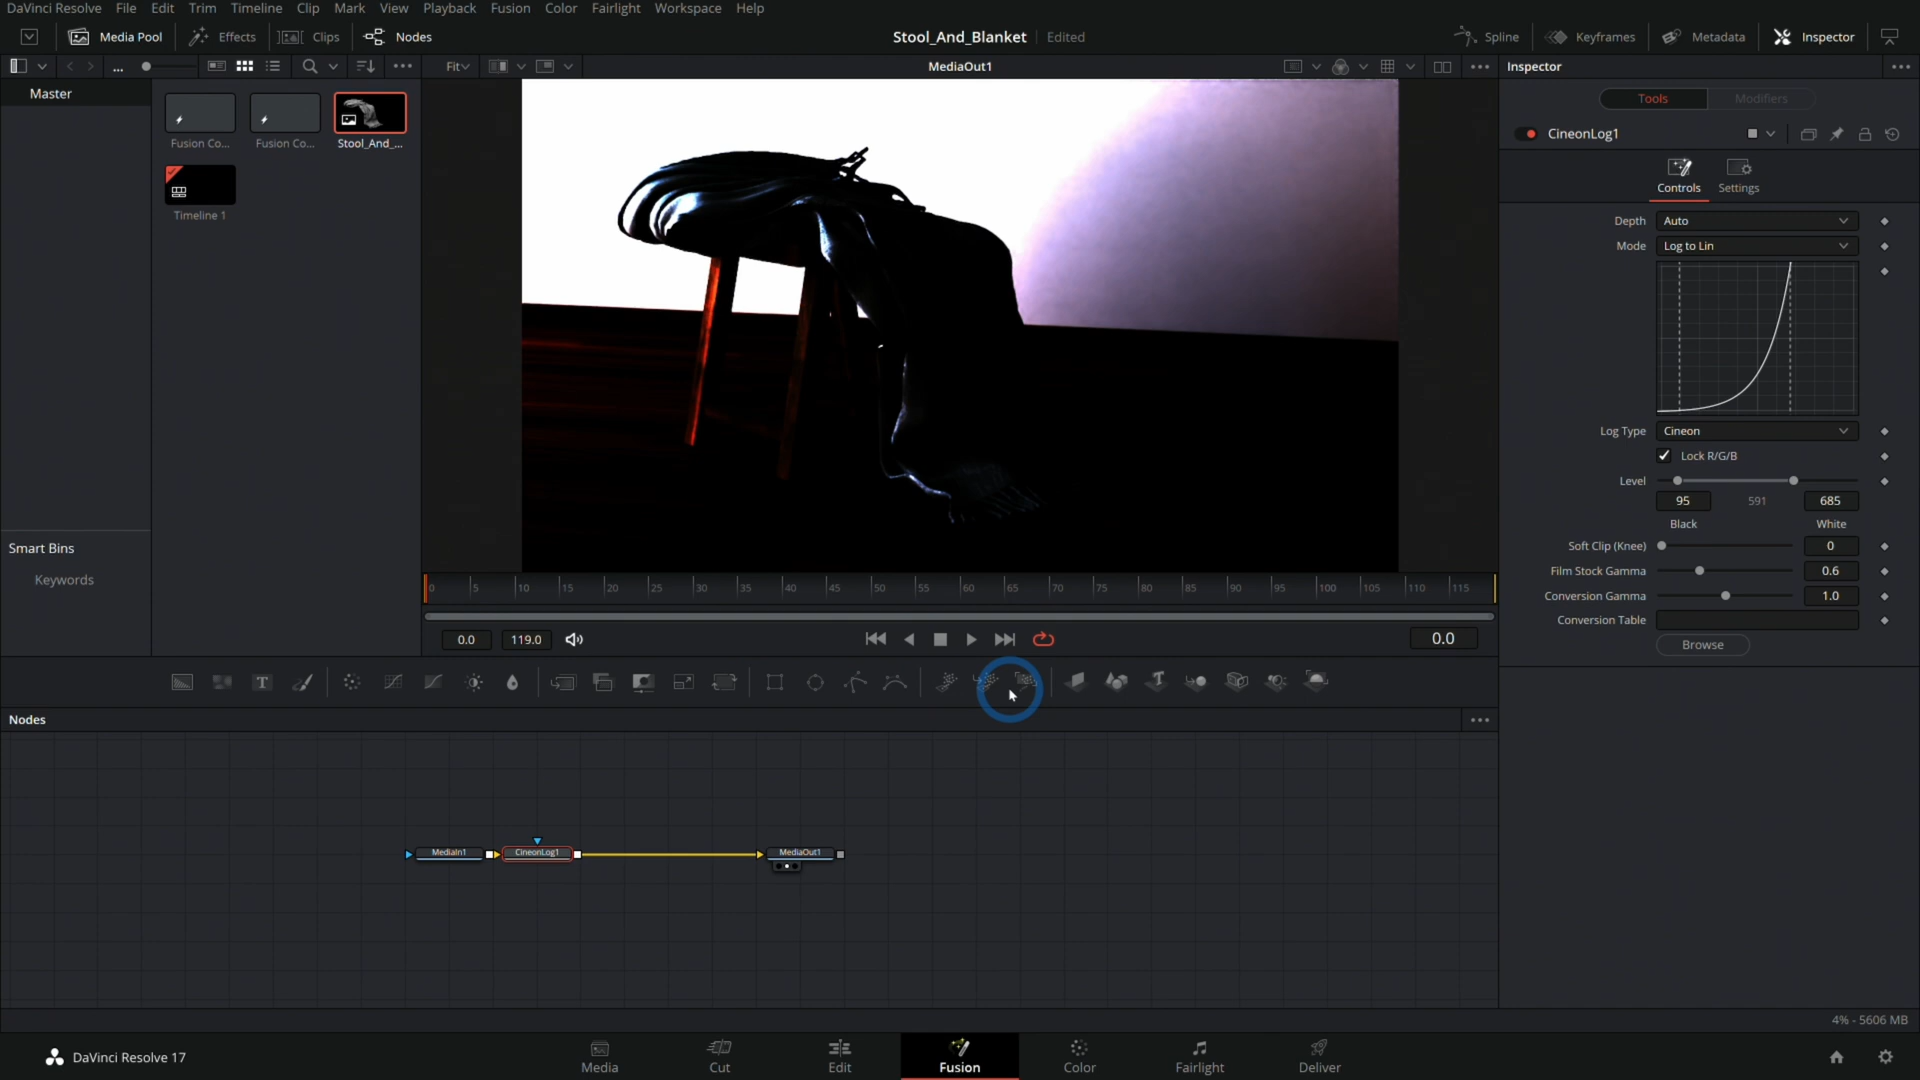 DaVinci Resolve File Edit Trim Timeline Clip Mark View Playback Fusion Color Fairlight Workspace Help
Media Pool Effects Clips Nodes Stool_And_Blanket Edited Spline Keyframes Metadata Inspector
... Fit MediaOut1 Inspector
Master
Fusion Co... Fusion Co... Stool_And_...
Timeline 1
Tools Modifiers
CineonLog1
Controls Settings
Depth Auto
Mode Log to Lin
Log Type Cineon
Lock R/G/B
Level
95 591 685
Black White
Soft Clip (Knee) 0
Film Stock Gamma 0.6
Conversion Gamma 1.0
Conversion Table
Browse
Smart Bins
Keywords
0 5 10 15 20 25 30 35 40 45 50 55 60 65 70 75 80 85 90 95 100 105 110 115
0.0 119.0 0.0
T
Nodes
MediaIn1 CineonLog1 MediaOut1
4% - 5606 MB
DaVinci Resolve 17
Media Cut Edit Fusion Color Fairlight Deliver